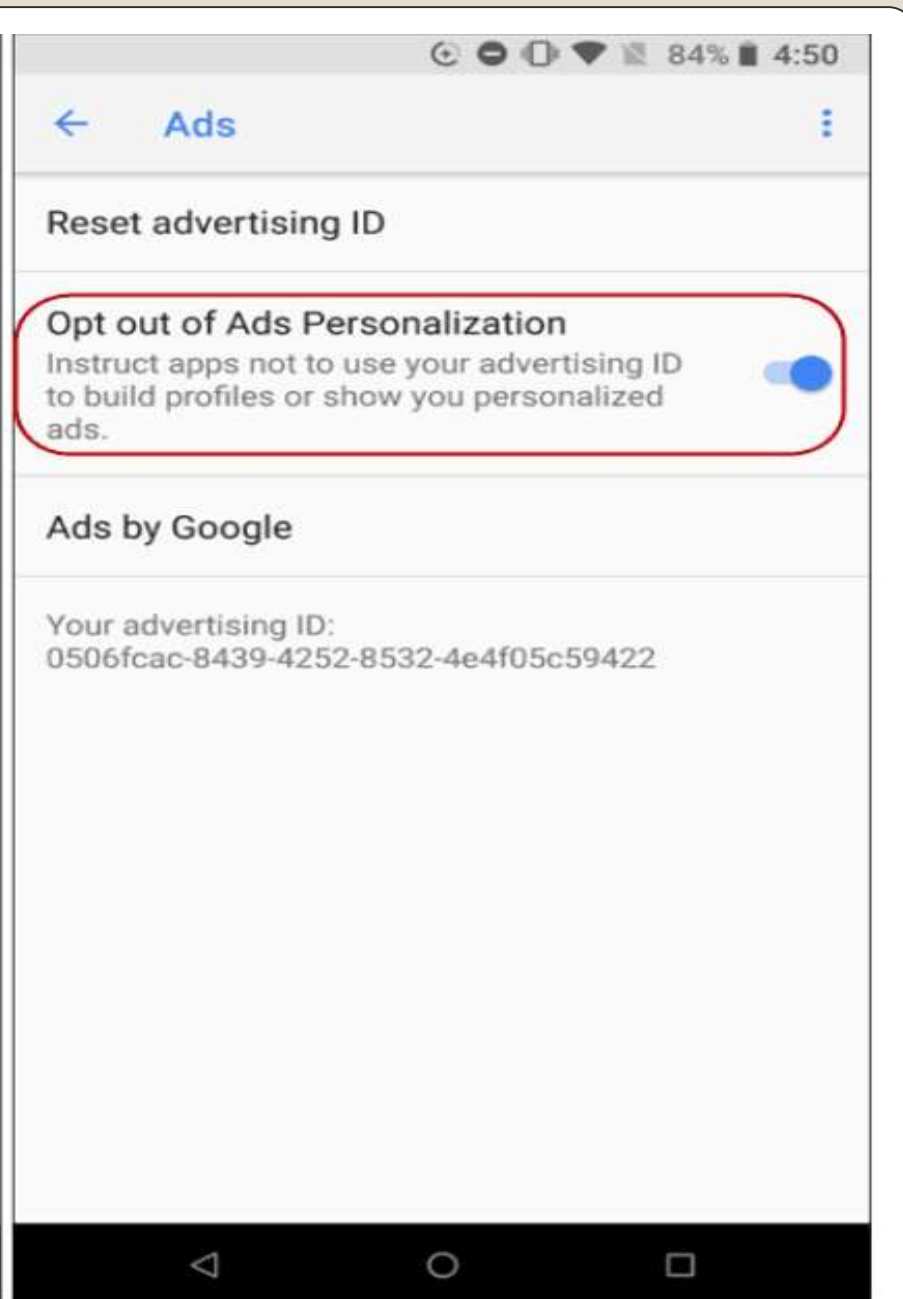 84% 4:50
Ads
Reset advertising ID
Opt out of Ads Personalization
Instruct apps not to use your advertising ID
to build profiles or show you personalized
ads.
Ads by Google
Your advertising ID:
0506fcac-8439-4252-8532-4e4f05c59422